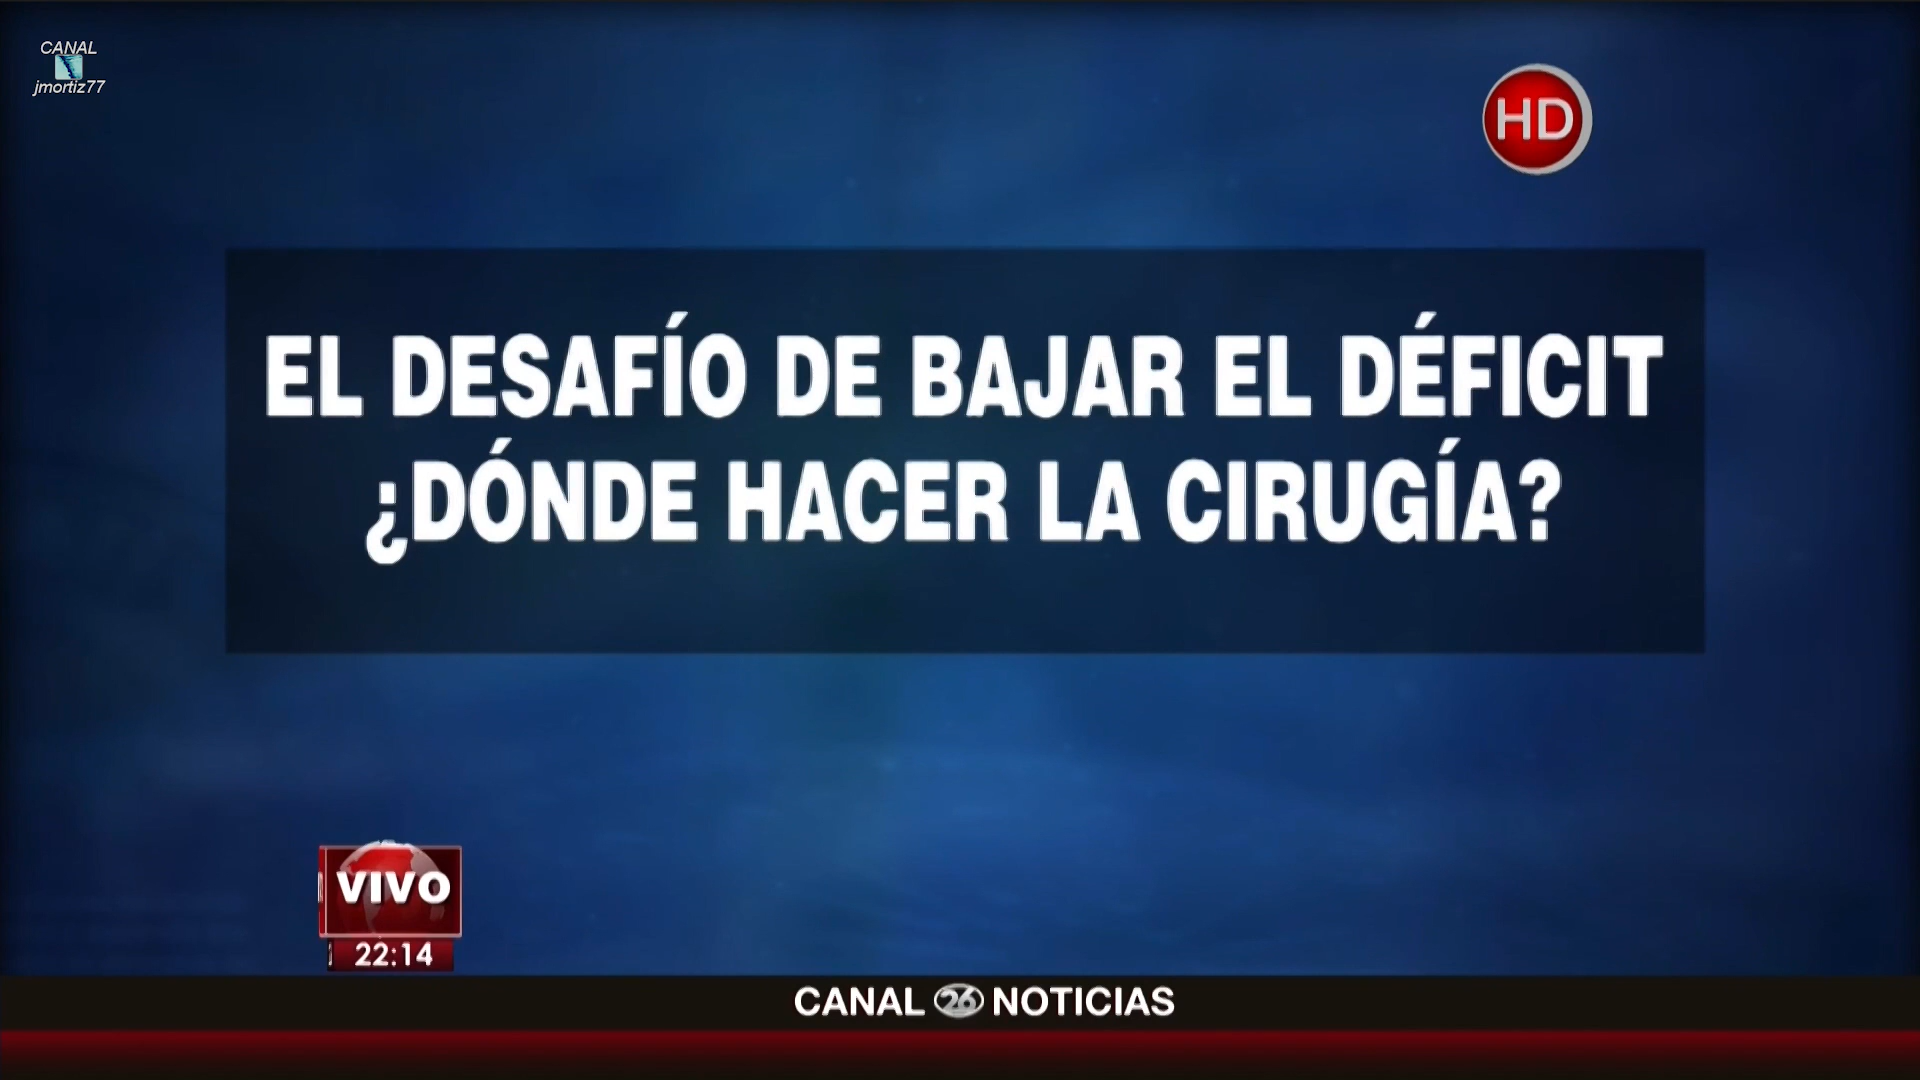 CANAL
jmortiz77
HD
EL DESAFÍO DE BAJAR EL DÉFICIT
¿DÓNDE HACER LA CIRUGÍA?
VIVO
22:14
CANAL 26 NOTICIAS